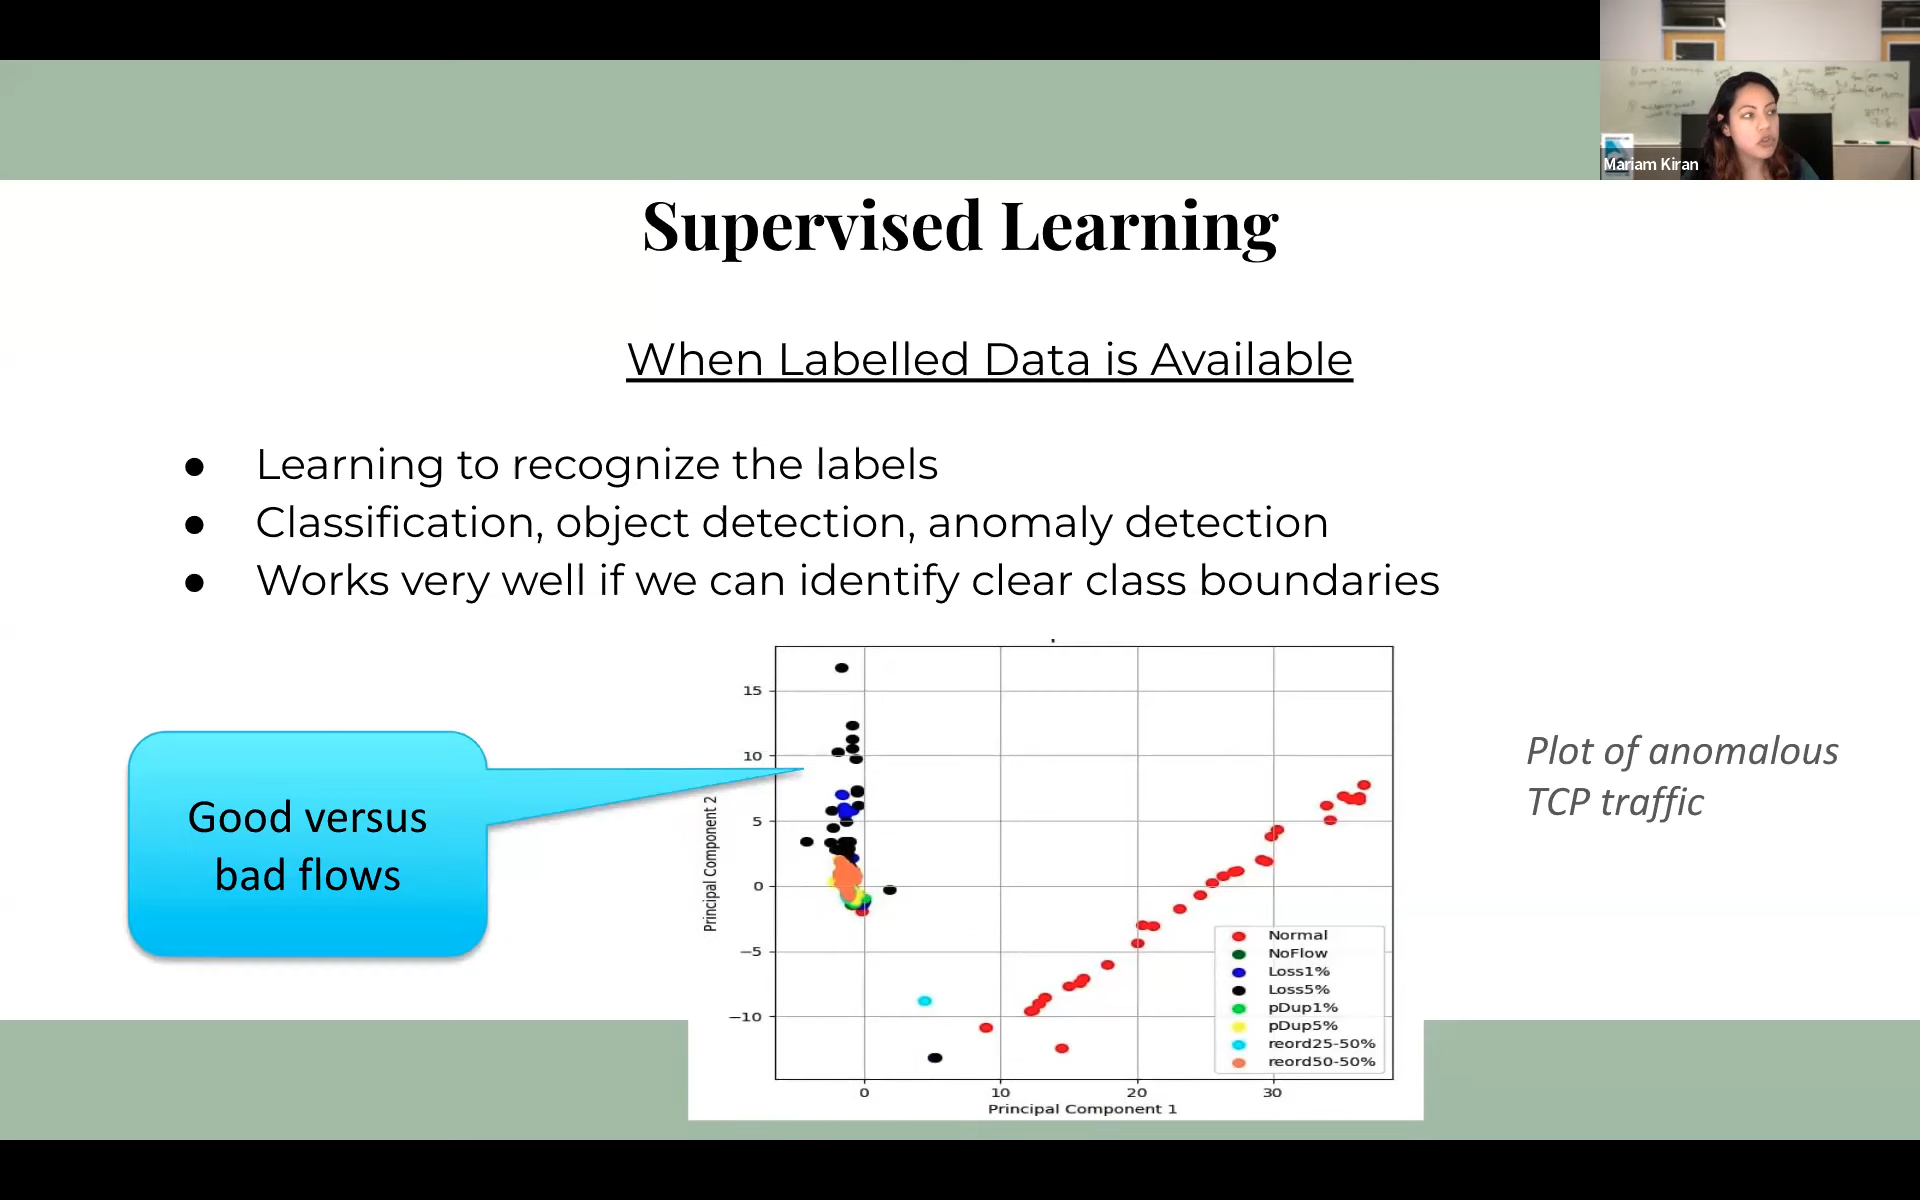 Mariam Kiran
Supervised Learning
When Labelled Data is Available
● Learning to recognize the labels
● Classification, object detection, anomaly detection
● Works very well if we can identify clear class boundaries
Good versus
bad flows
15
10
5
0
−5
−10
Principal Component 2
0 10 20 30
Principal Component 1
Normal
NoFlow
Loss1%
Loss5%
pDup1%
pDup5%
reord25-50%
reord50-50%
Plot of anomalous
TCP traffic